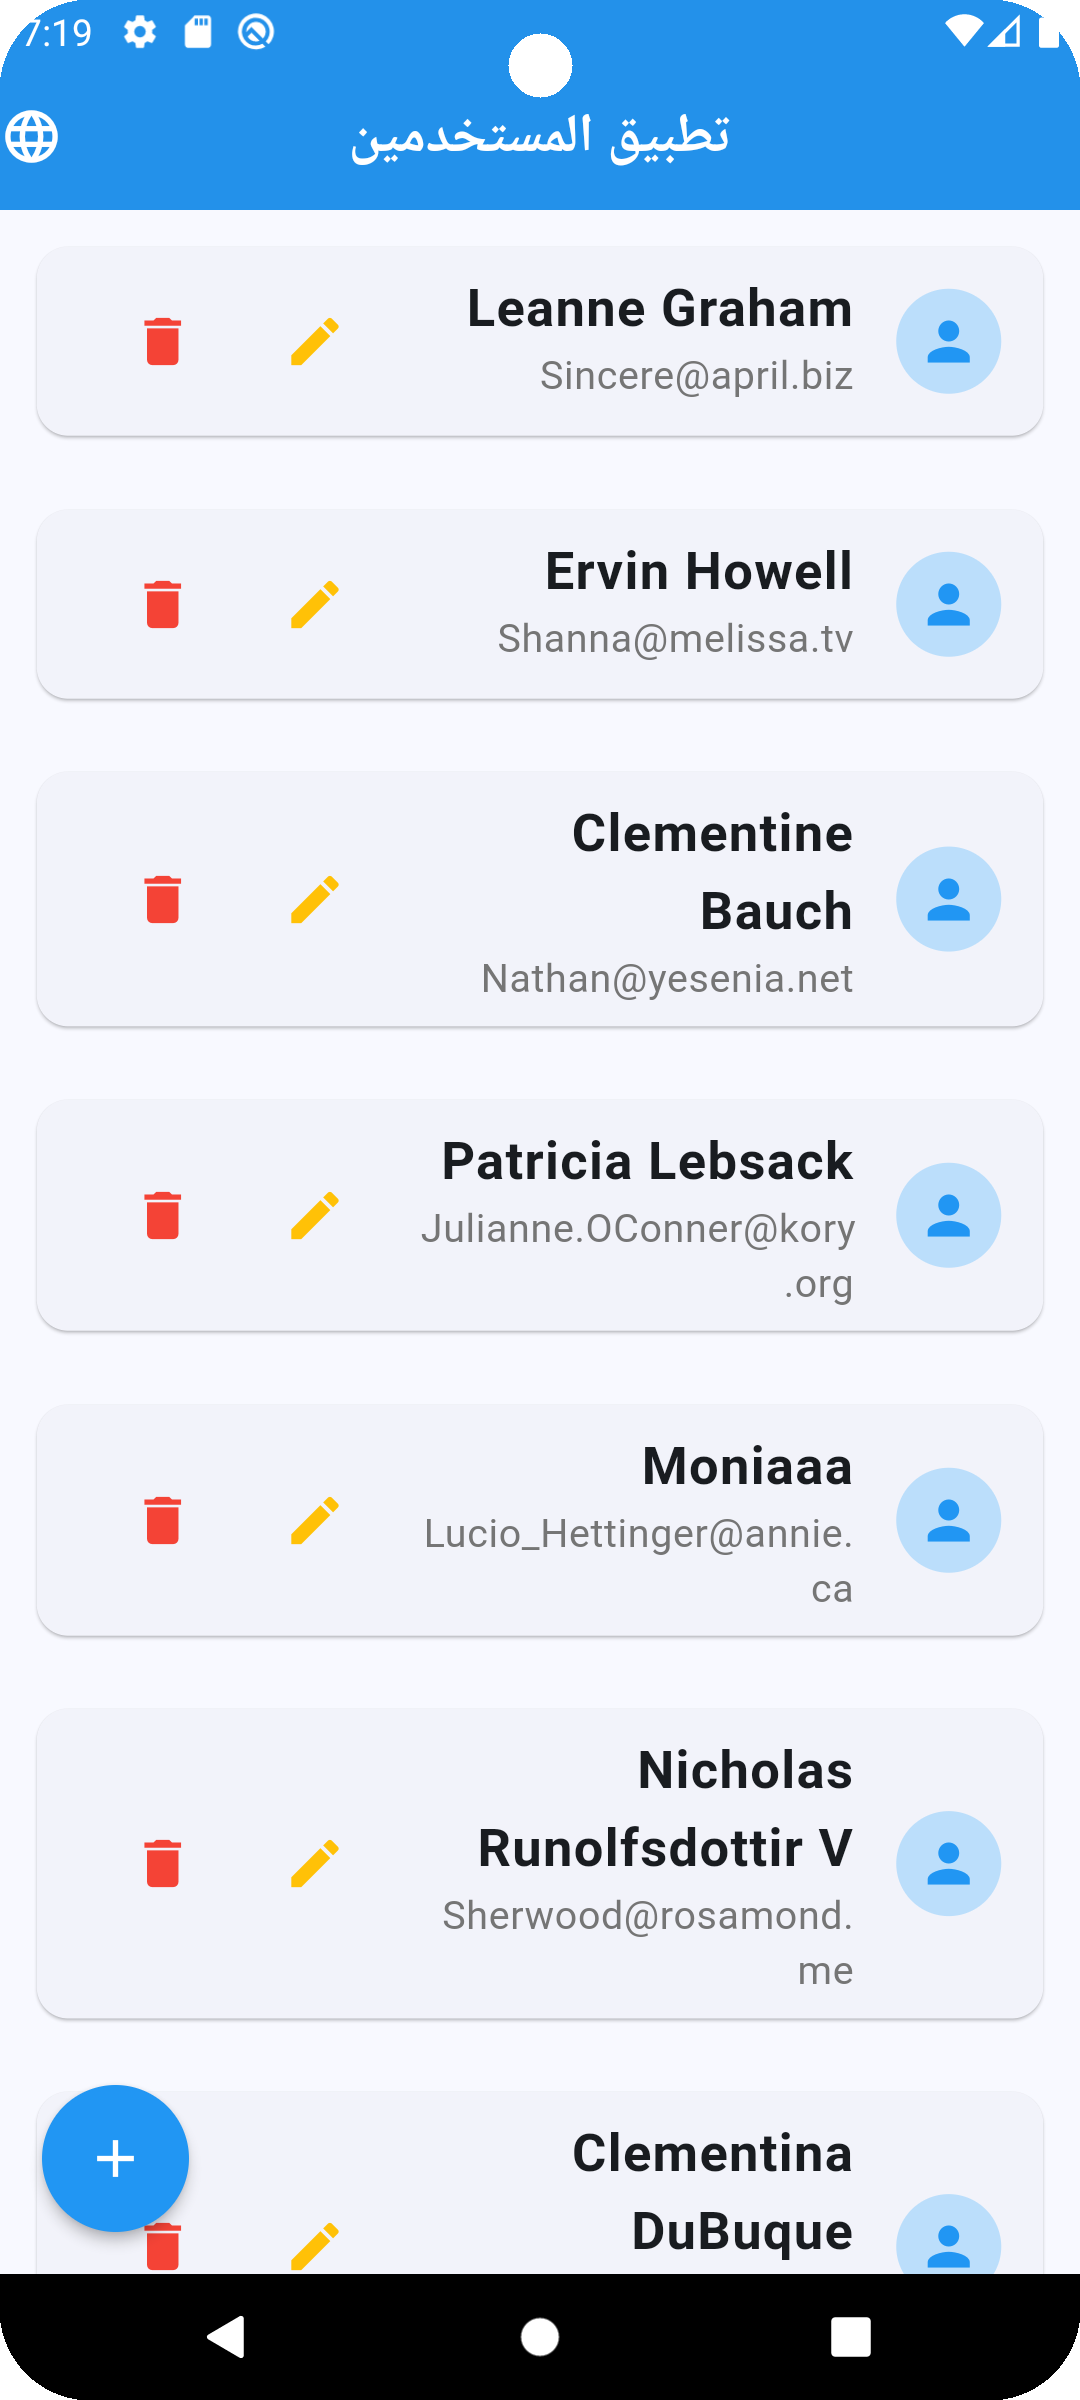 7:19
تطبيق المستخدمين
Leanne Graham
Sincere@april.biz
Ervin Howell
Shanna@melissa.tv
Clementine
Bauch
Nathan@yesenia.net
Patricia Lebsack
Julianne.OConner@kory
.org
Moniaaa
Lucio_Hettinger@annie.
ca
Nicholas
Runolfsdottir V
Sherwood@rosamond.
me
Clementina
DuBuque